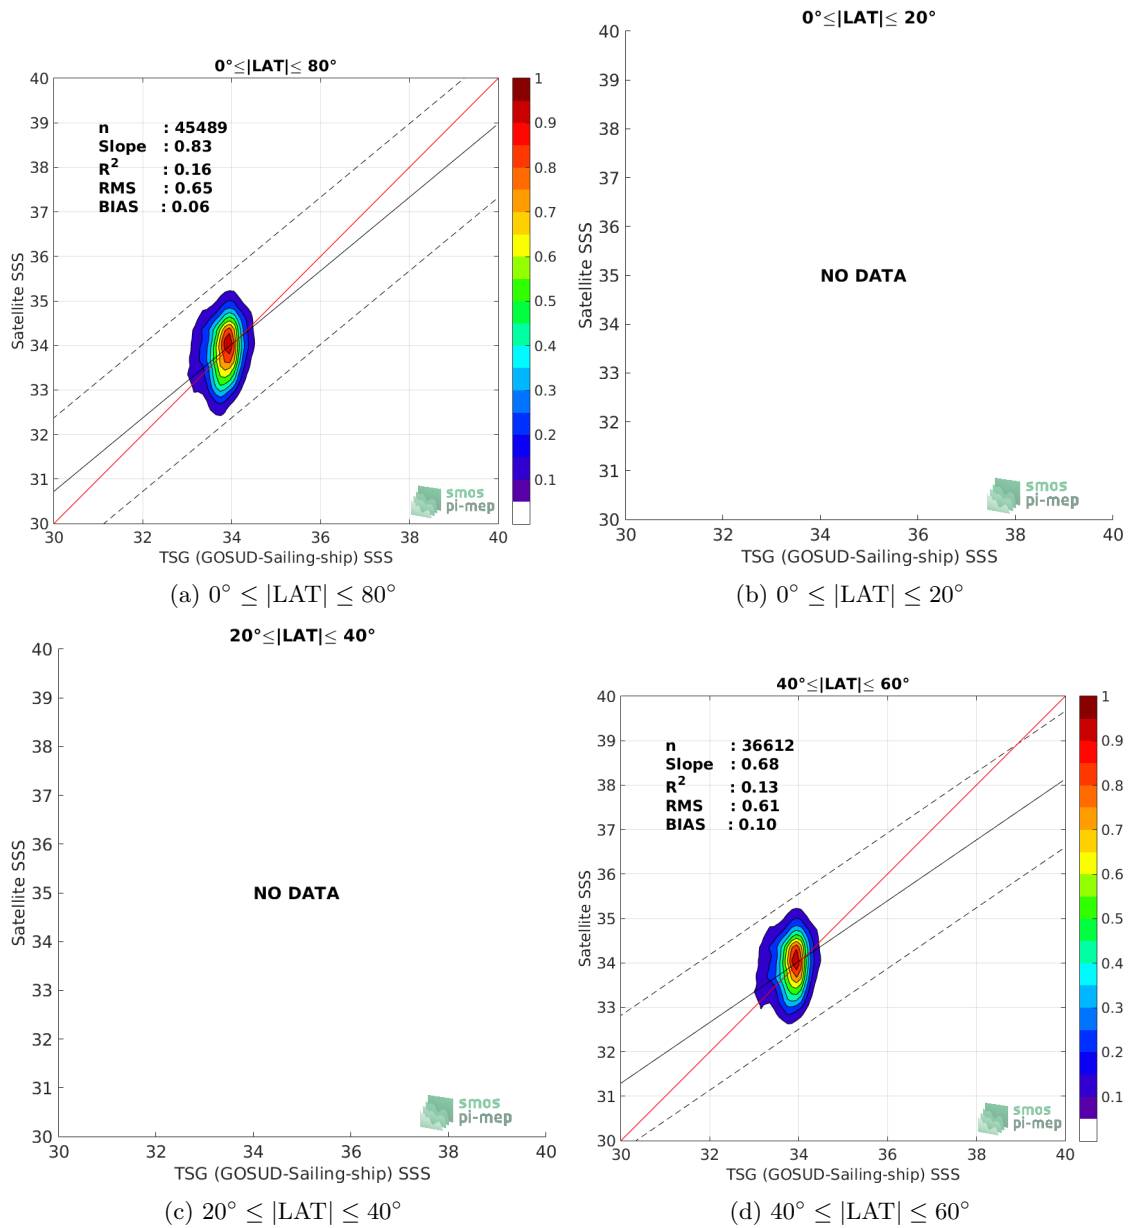 0°≤|LAT|≤ 80°
40
39
38
37
36
35
34
33
32
31
30
n : 45489
Slope : 0.83
R² : 0.16
RMS : 0.65
BIAS : 0.06
1
0.9
0.8
0.7
0.6
0.5
0.4
0.3
0.2
0.1
Satellite SSS
smos
pi-mep
30 32 34 36 38 40
TSG (GOSUD-Sailing-ship) SSS
(a) 0° ≤ |LAT| ≤ 80°
0°≤|LAT|≤ 20°
40
39
38
37
36
35
34
33
32
31
30
Satellite SSS
NO DATA
smos
pi-mep
30 32 34 36 38 40
TSG (GOSUD-Sailing-ship) SSS
(b) 0° ≤ |LAT| ≤ 20°
20°≤|LAT|≤ 40°
40
39
38
37
36
35
34
33
32
31
30
Satellite SSS
NO DATA
smos
pi-mep
30 32 34 36 38 40
TSG (GOSUD-Sailing-ship) SSS
(c) 20° ≤ |LAT| ≤ 40°
40°≤|LAT|≤ 60°
40
39
38
37
36
35
34
33
32
31
30
n : 36612
Slope : 0.68
R² : 0.13
RMS : 0.61
BIAS : 0.10
1
0.9
0.8
0.7
0.6
0.5
0.4
0.3
0.2
0.1
Satellite SSS
smos
pi-mep
30 32 34 36 38 40
TSG (GOSUD-Sailing-ship) SSS
(d) 40° ≤ |LAT| ≤ 60°